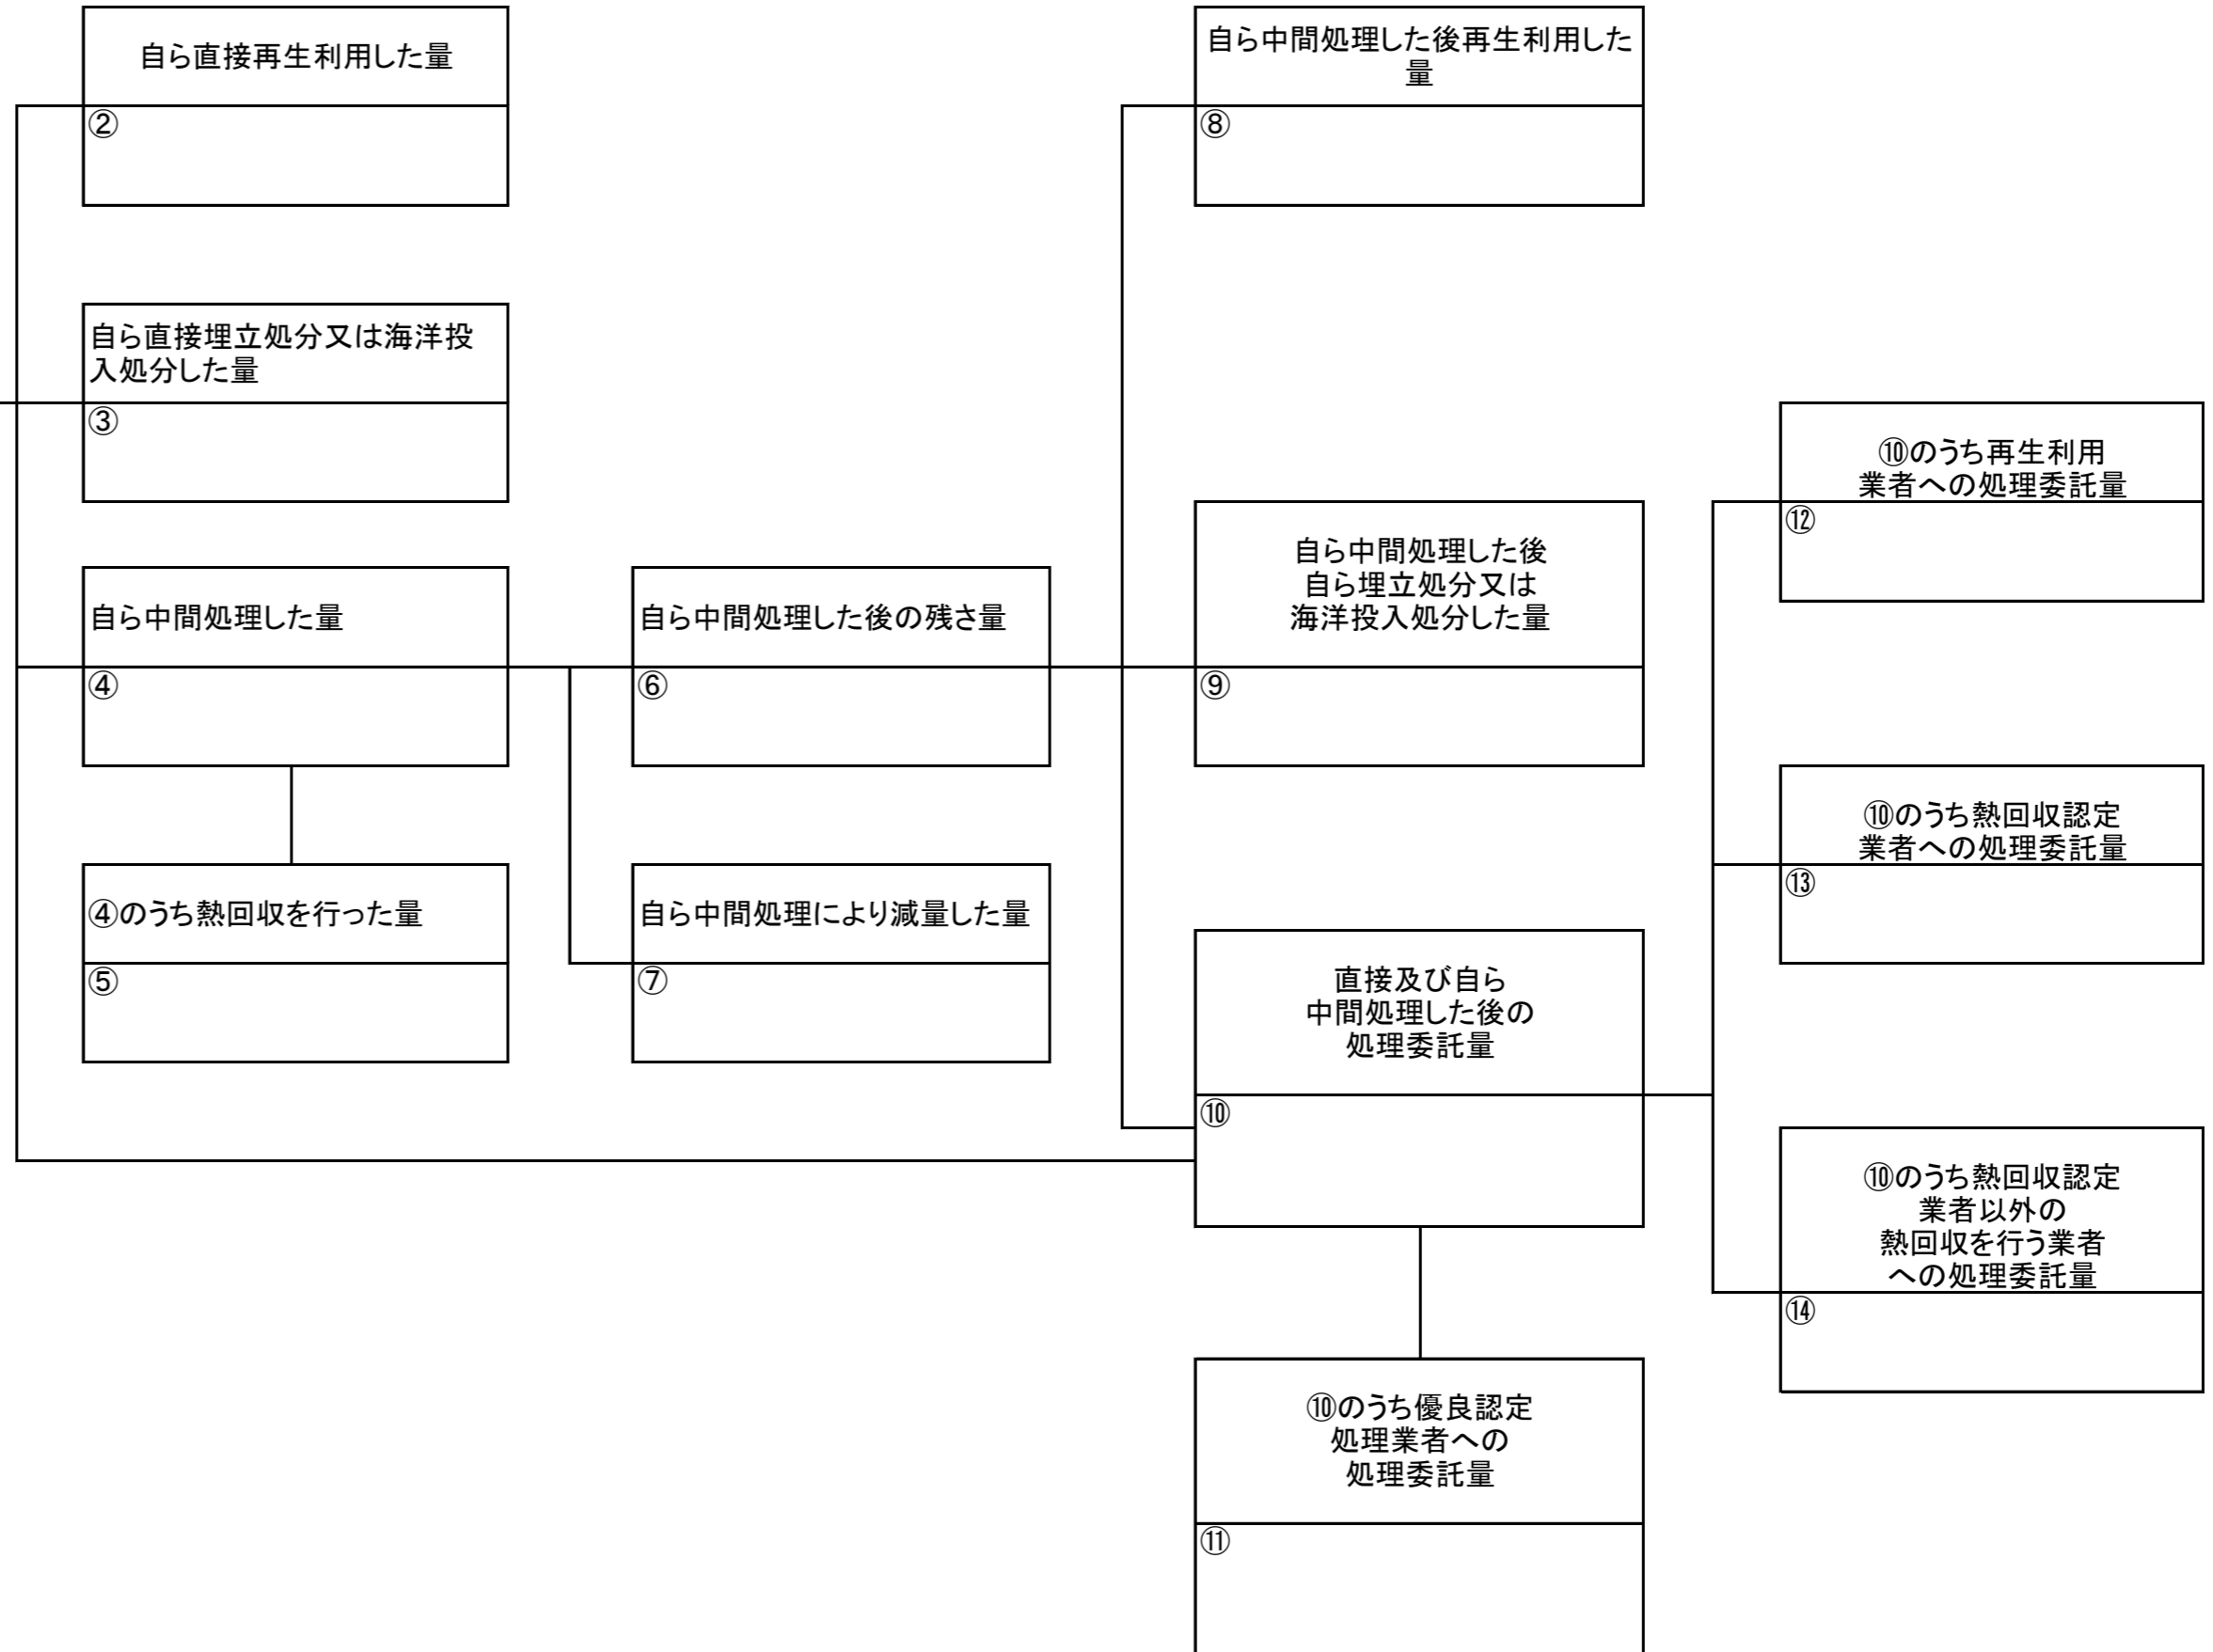 自ら直接再生利用した量
②
自ら直接埋立処分又は海洋投
入処分した量
③
自ら中間処理した量
④
④のうち熱回収を行った量
⑤
自ら中間処理した後の残さ量
⑥
自ら中間処理により減量した量
⑦
自ら中間処理した後再生利用した
量
⑧
自ら中間処理した後
自ら埋立処分又は
海洋投入処分した量
⑨
直接及び自ら
中間処理した後の
処理委託量
⑩
⑩のうち優良認定
処理業者への
処理委託量
⑪
⑩のうち再生利用
業者への処理委託量
⑫
⑩のうち熱回収認定
業者への処理委託量
⑬
⑩のうち熱回収認定
業者以外の
熱回収を行う業者
への処理委託量
⑭